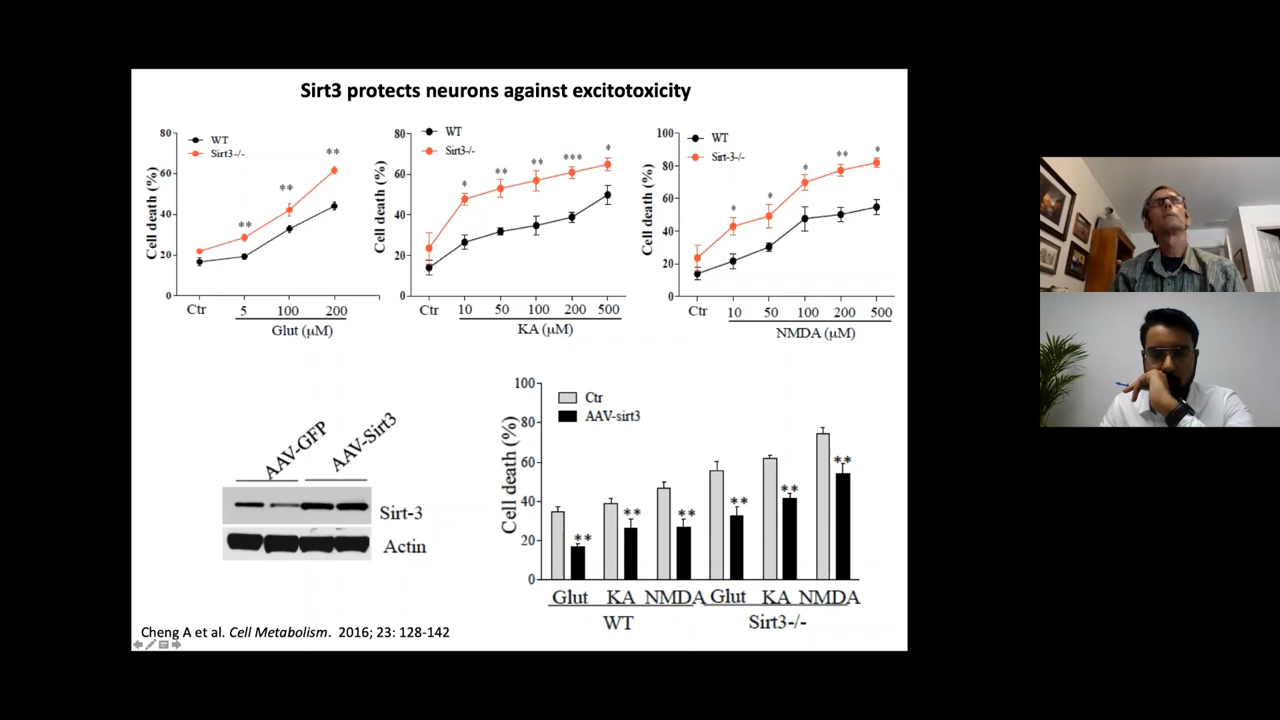 Sirt3 protects neurons against excitotoxicity
80
60
40
20
0
Cell death (%)
WT
Sirt3-/-
**
**
**
Ctr
5
100
200
Glut (μM)
80
60
40
20
0
Cell death (%)
WT
Sirt3-/-
*
**
**
***
*
Ctr
10
50
100
200
500
KA (μM)
100
80
60
40
20
0
Cell death (%)
WT
Sirt-3-/-
*
*
*
**
*
Ctr
10
50
100
200
500
NMDA (μM)
AAV-GFP
AAV-Sirt3
Sirt-3
Actin
100
80
60
40
20
0
Cell death (%)
Ctr
AAV-sirt3
**
**
**
**
**
**
Glut KA NMDA Glut KA NMDA
WT Sirt3-/-
Cheng A et al. Cell Metabolism. 2016; 23: 128-142